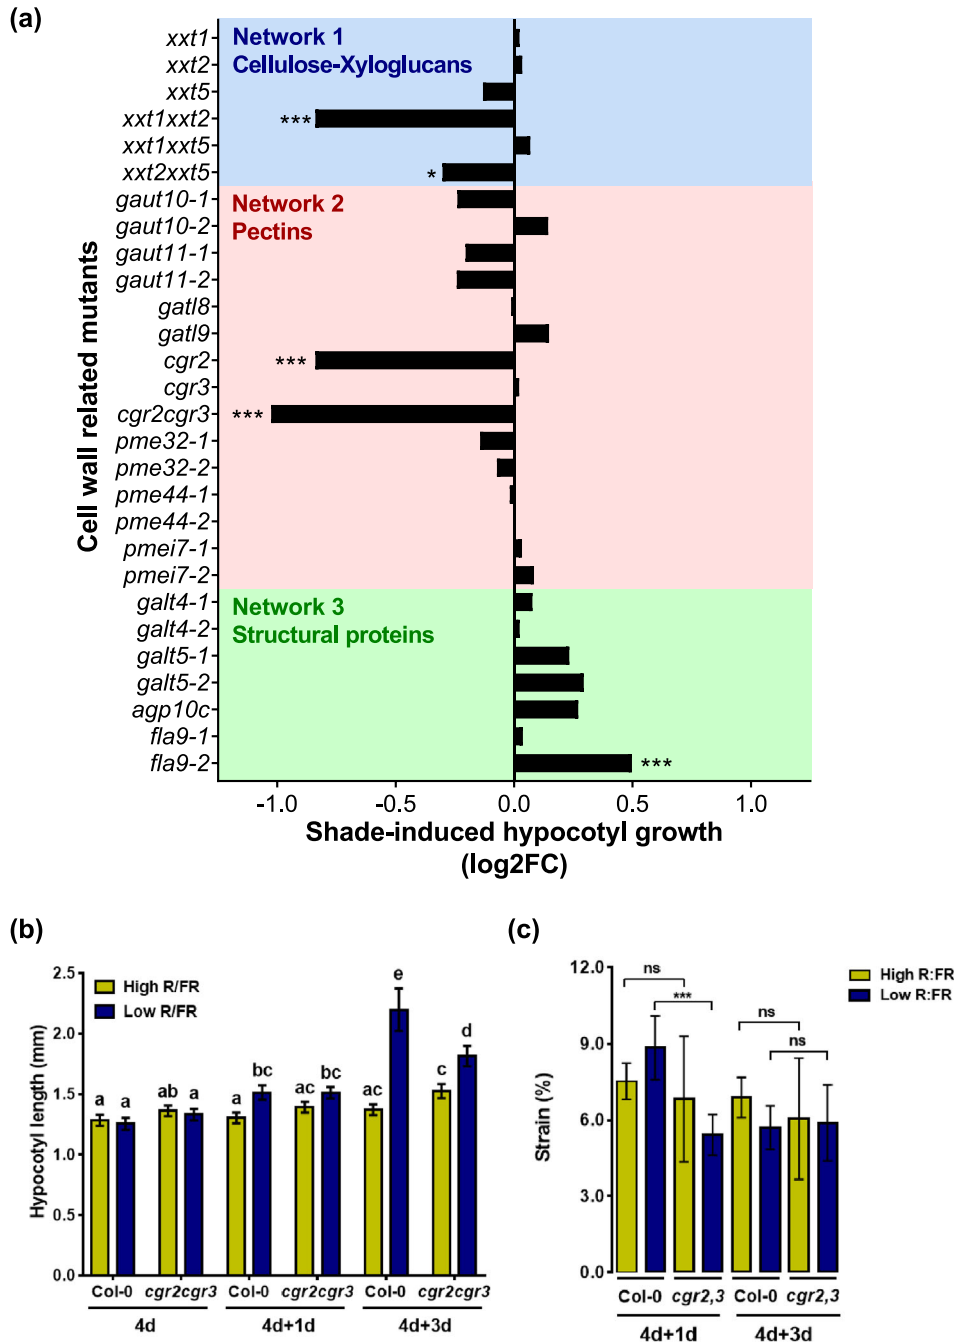 (a)
Network 1
Cellulose-Xyloglucans
Network 2
Pectins
Network 3
Structural proteins
Cell wall related mutants
xxt1
xxt2
xxt5
xxt1xxt2
xxt1xxt5
xxt2xxt5
gaut10-1
gaut10-2
gaut11-1
gaut11-2
gatl8
gatl9
cgr2
cgr3
cgr2cgr3
pme32-1
pme32-2
pme44-1
pme44-2
pmei7-1
pmei7-2
galt4-1
galt4-2
galt5-1
galt5-2
agp10c
fla9-1
fla9-2
***
*
***
***
***
-1.0 -0.5 0.0 0.5 1.0
Shade-induced hypocotyl growth
(log2FC)
(b)
Hypocotyl length (mm)
2.5
2.0
1.5
1.0
0.5
0.0
High R/FR
Low R/FR
a a ab a a bc ac bc ac e c d
Col-0 cgr2cgr3 Col-0 cgr2cgr3 Col-0 cgr2cgr3
4d 4d+1d 4d+3d
(c)
Strain (%)
12.0
9.0
6.0
3.0
0.0
High R:FR
Low R:FR
ns
***
ns
ns
Col-0 cgr2,3 Col-0 cgr2,3
4d+1d 4d+3d